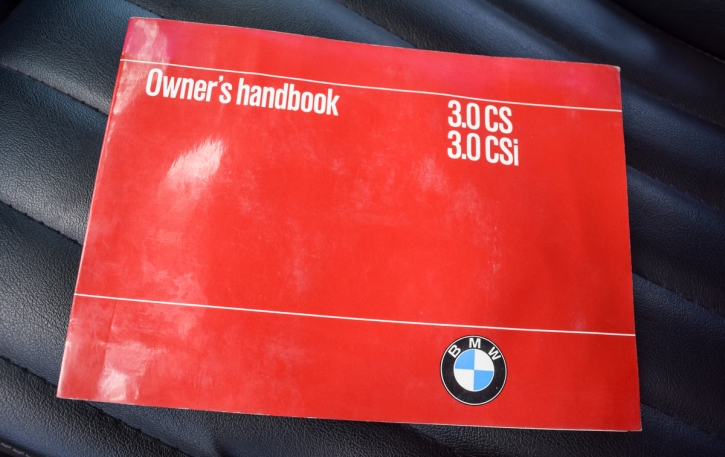 Owner's handbook
3.0 CS
3.0 CSi
BMW